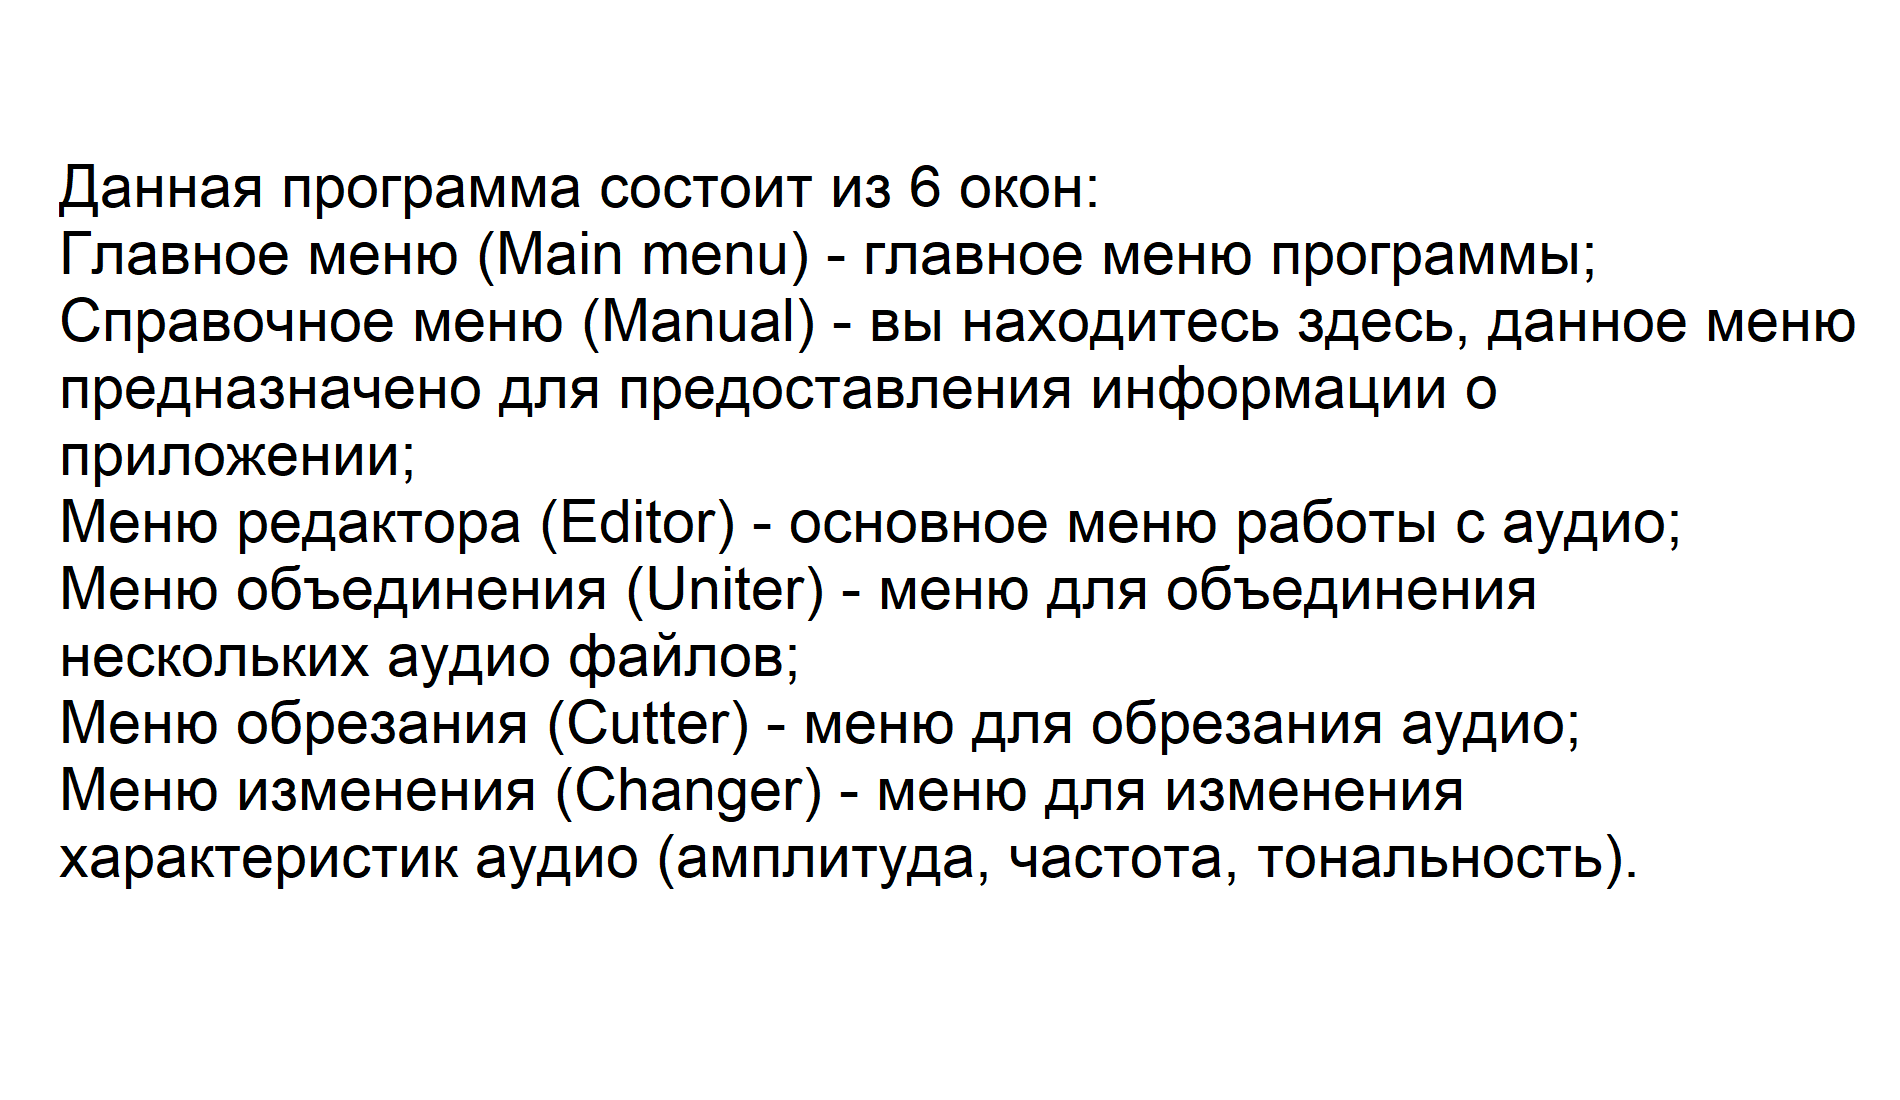 Данная программа состоит из 6 окон:
Главное меню (Main menu) - главное меню программы;
Справочное меню (Manual) - вы находитесь здесь, данное меню
предназначено для предоставления информации о
приложении;
Меню редактора (Editor) - основное меню работы с аудио;
Меню объединения (Uniter) - меню для объединения
нескольких аудио файлов;
Меню обрезания (Cutter) - меню для обрезания аудио;
Меню изменения (Changer) - меню для изменения
характеристик аудио (амплитуда, частота, тональность).